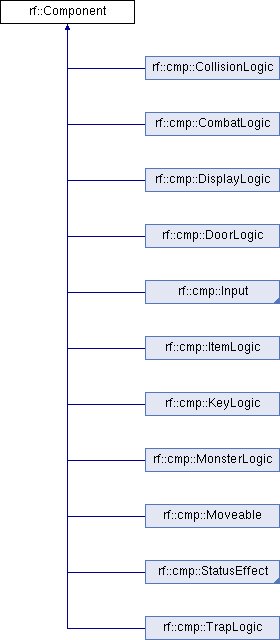 rf::Component
rf::cmp::CollisionLogic
rf::cmp::CombatLogic
rf::cmp::DisplayLogic
rf::cmp::DoorLogic
rf::cmp::Input
rf::cmp::ItemLogic
rf::cmp::KeyLogic
rf::cmp::MonsterLogic
rf::cmp::Moveable
rf::cmp::StatusEffect
rf::cmp::TrapLogic